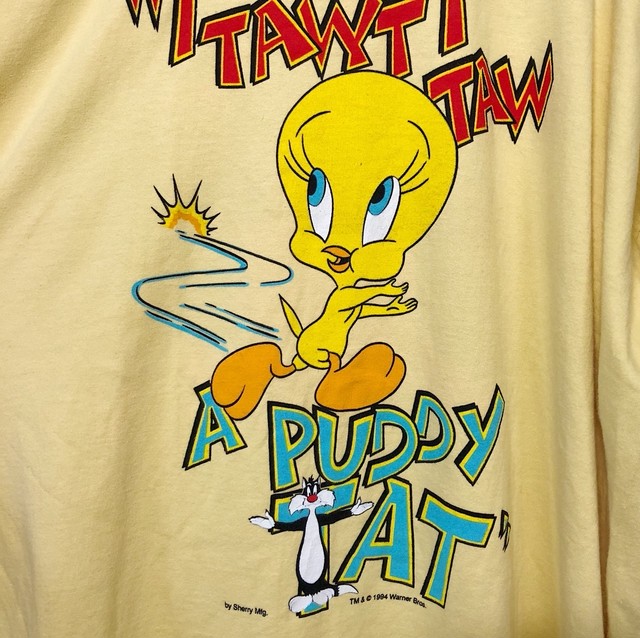 "I
TAWT I
TAW
A PUDDY
TAT"
by Sherry Mfg. TM & © 1994 Warner Bros.